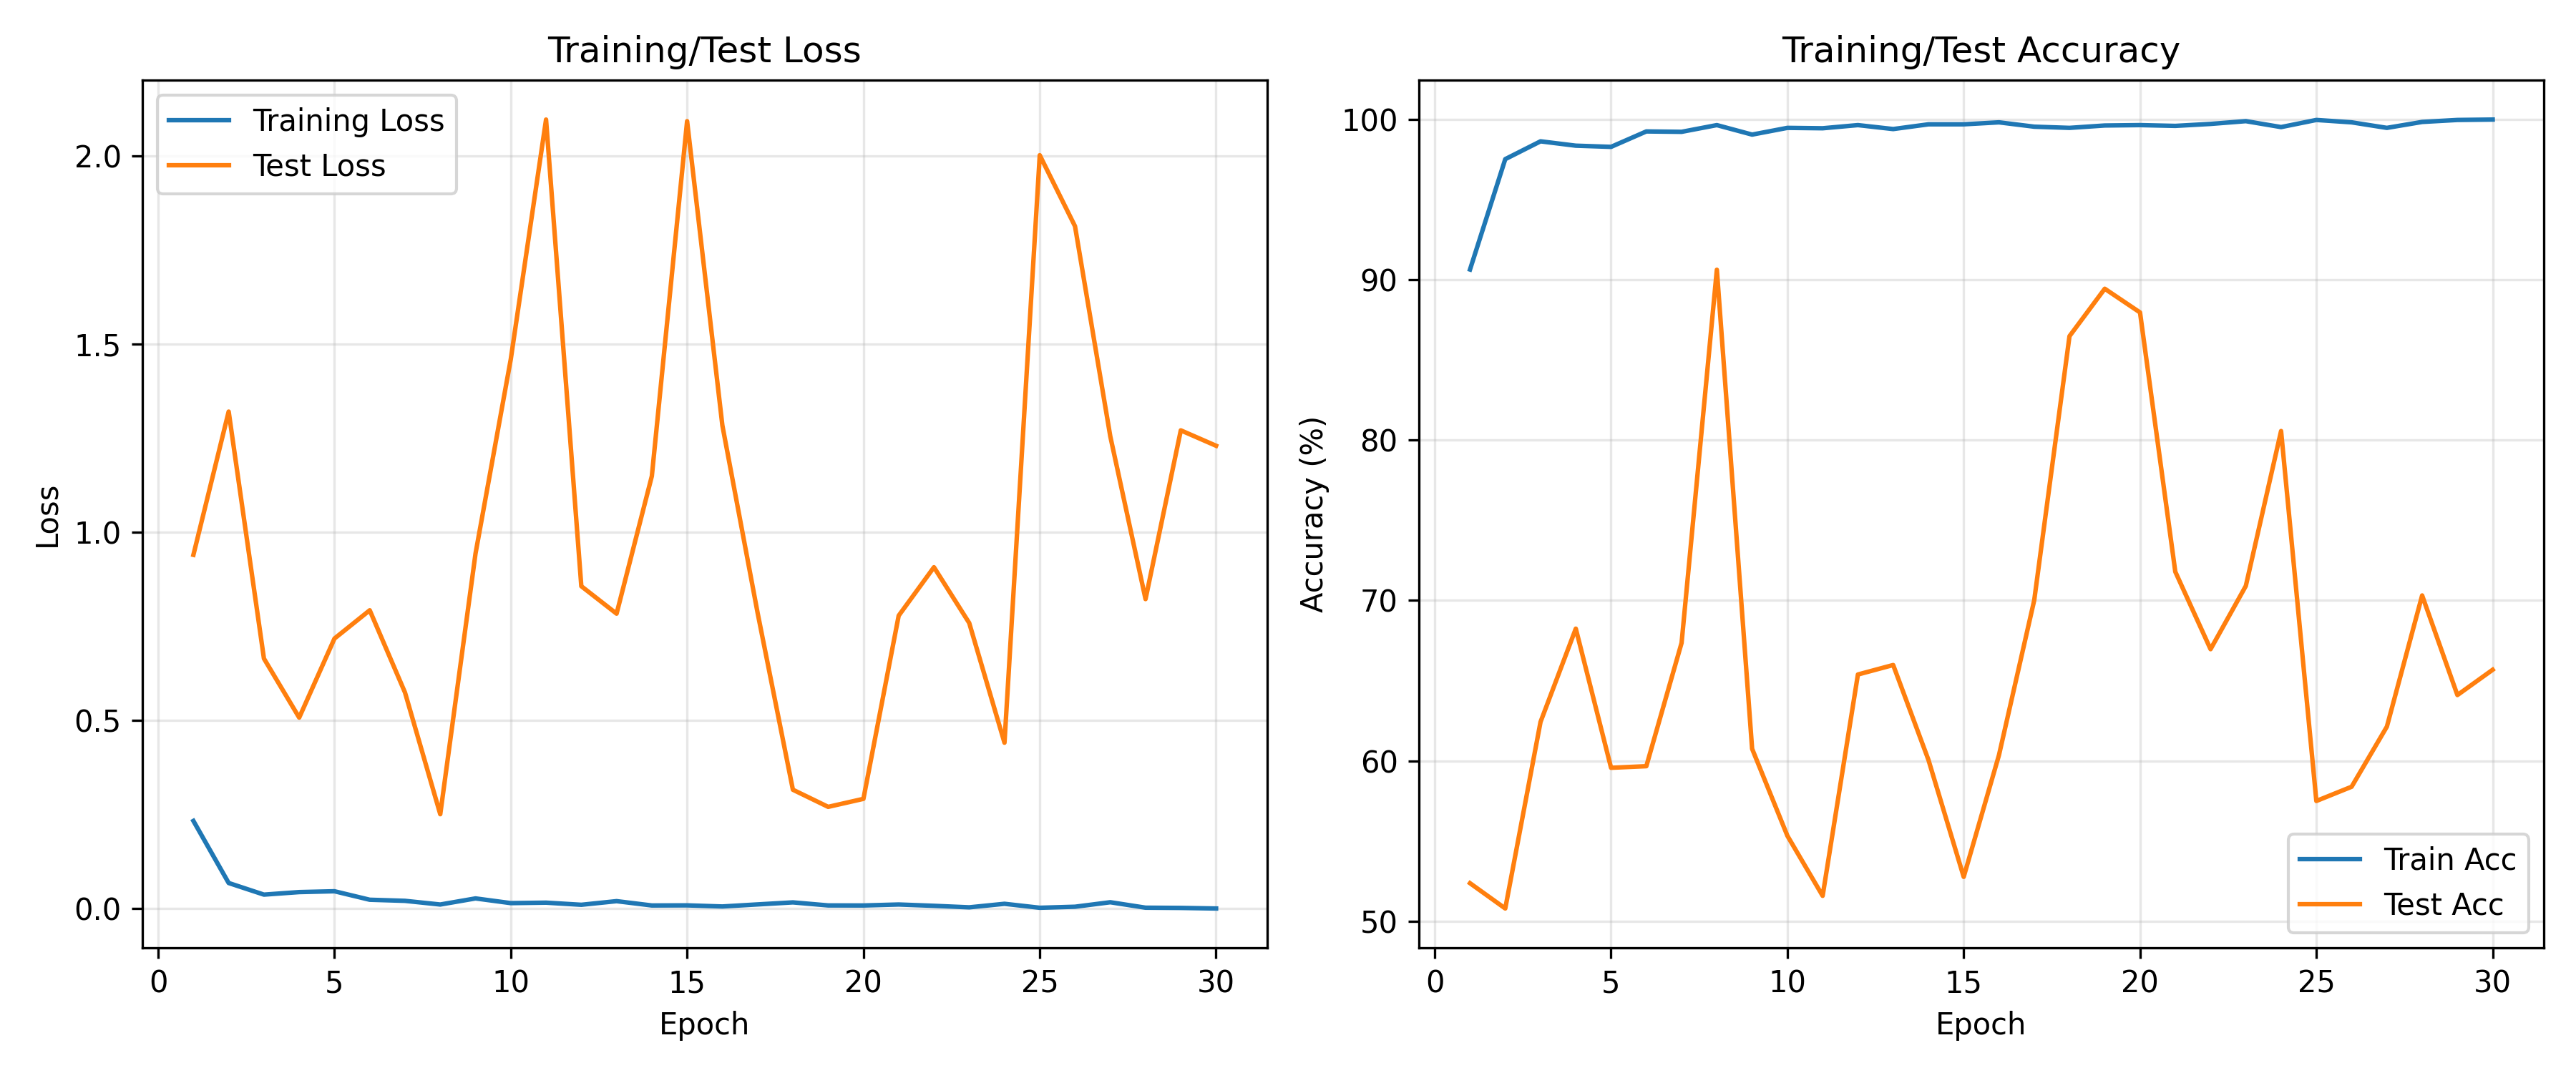 Training/Test Loss
Training Loss
Test Loss
2.0
1.5
1.0
0.5
0.0
Loss
0 5 10 15 20 25 30
Epoch
Training/Test Accuracy
100
90
80
70
60
50
Accuracy (%)
Train Acc
Test Acc
0 5 10 15 20 25 30
Epoch